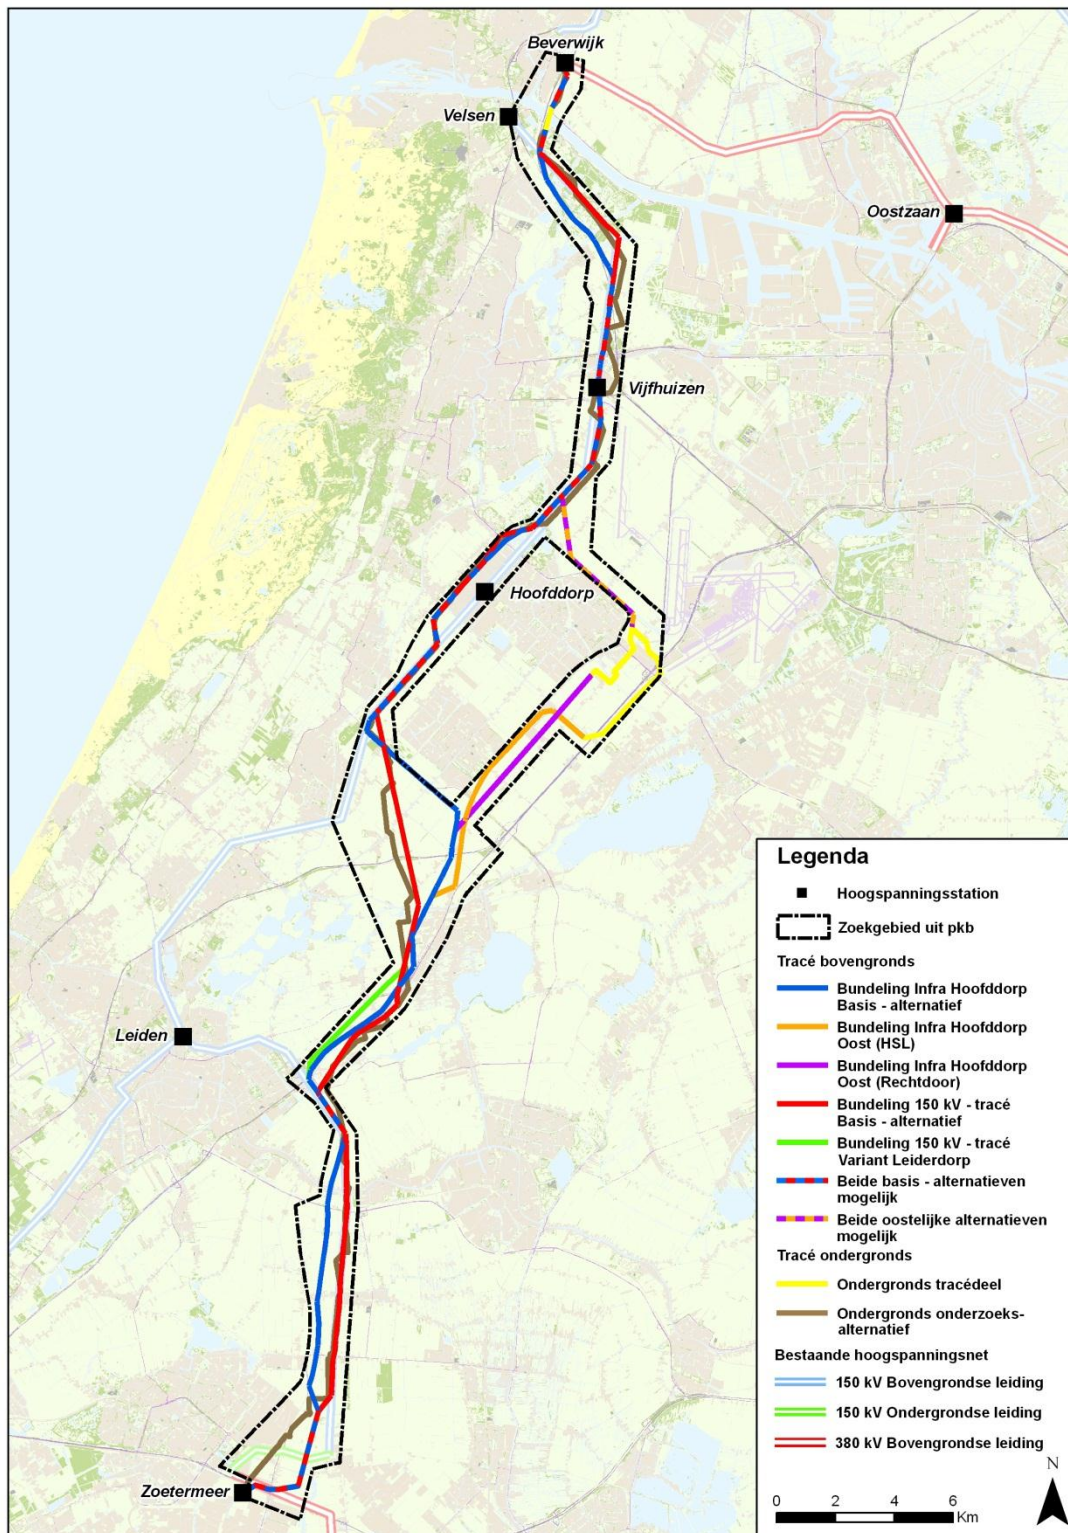 Beverwijk
Velsen
Oostzaan
Vijfhuizen
Hoofddorp
Leiden
Zoetermeer
Legenda
Hoogspanningsstation
Zoekgebied uit pkb
Tracé bovengronds
Bundeling Infra Hoofddorp
Basis - alternatief
Bundeling Infra Hoofddorp
Oost (HSL)
Bundeling Infra Hoofddorp
Oost (Rechtdoor)
Bundeling 150 kV - tracé
Basis - alternatief
Bundeling 150 kV - tracé
Variant Leiderdorp
Beide basis - alternatieven
mogelijk
Beide oostelijke alternatieven
mogelijk
Tracé ondergronds
Ondergronds tracédeel
Ondergronds onderzoeks-
alternatief
Bestaande hoogspanningsnet
150 kV Bovengrondse leiding
150 kV Ondergrondse leiding
380 kV Bovengrondse leiding
N
0 2 4 6
Km